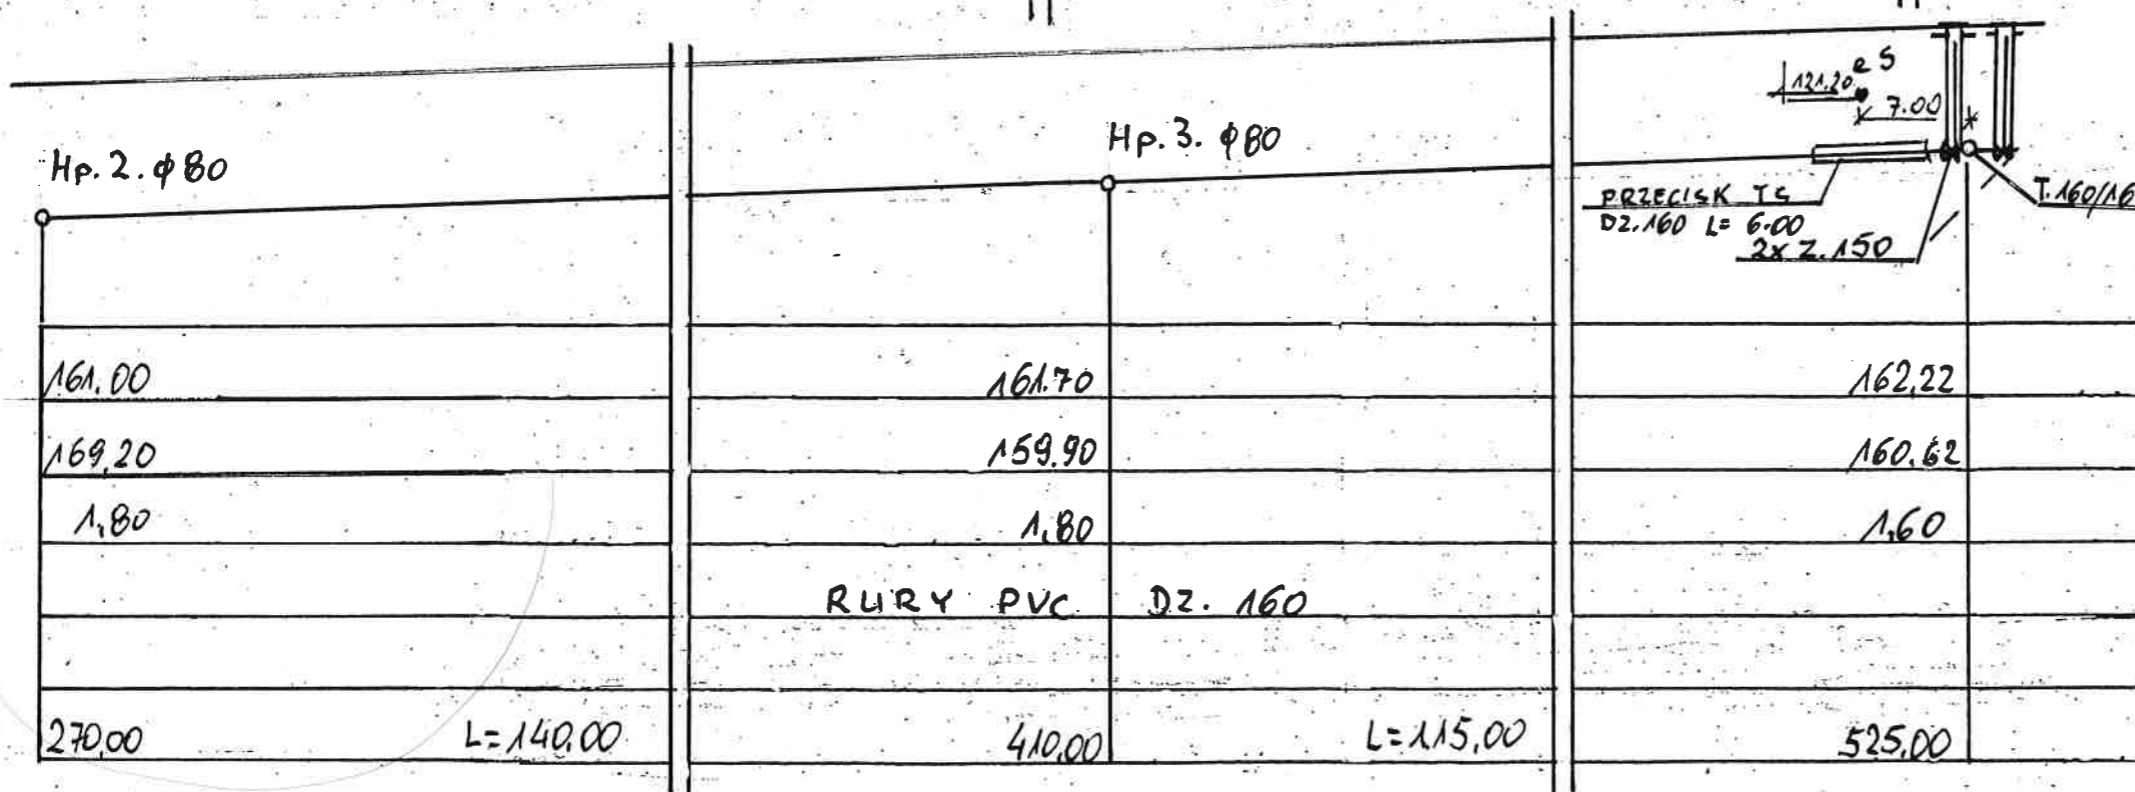 e S
121.20
7.00
Hp. 3. ϕ80
Hp. 2. ϕ80
PRZECISK
DZ. 160 L= 6.00
T. 160/16
2x Z. 150
161.00 161.70 162,22
169,20 159.90 160.62
1,80 1,80 1,60
RURY PVC DZ. 160
270,00 L=140,00 410,00 L=115,00 525,00